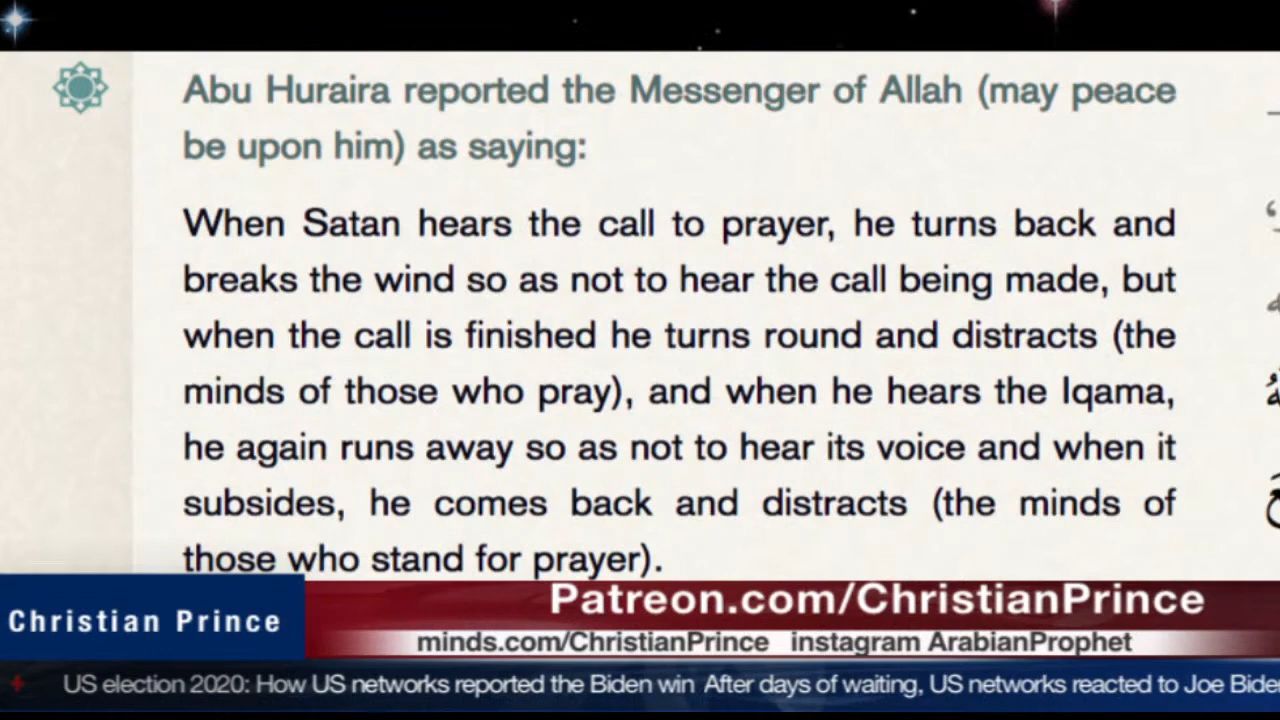 Abu Huraira reported the Messenger of Allah (may peace
be upon him) as saying:
When Satan hears the call to prayer, he turns back and
breaks the wind so as not to hear the call being made, but
when the call is finished he turns round and distracts (the
minds of those who pray), and when he hears the Iqama,
he again runs away so as not to hear its voice and when it
subsides, he comes back and distracts (the minds of
those who stand for prayer).
Christian Prince
Patreon.com/ChristianPrince
minds.com/ChristianPrince instagram ArabianProphet
US election 2020: How US networks reported the Biden win After days of waiting, US networks reacted to Joe Bide